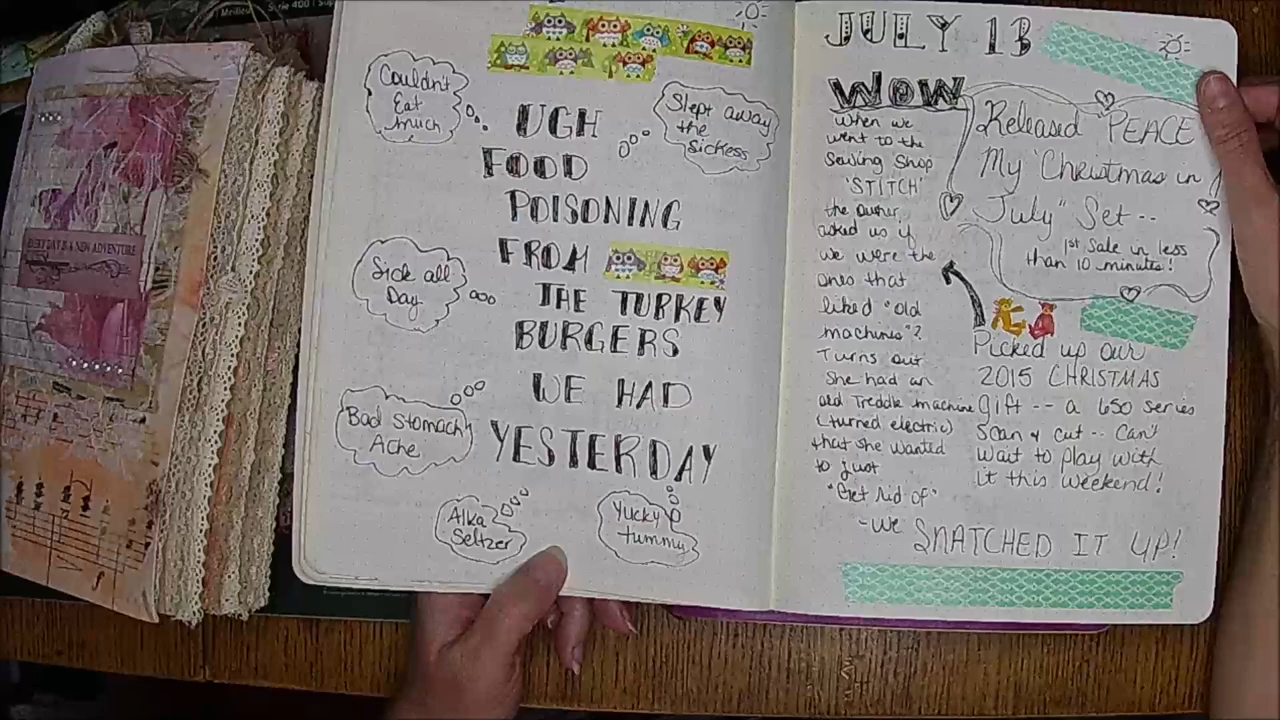 Serie 400
EVERY DAY IS A NEW ADVENTURE
Couldn't
Eat
Much
Slept away
the
Sickess
UGH
FOOD
POISONING
FROM
THE TURKEY
BURGERS
WE HAD
YESTERDAY
Sick all
Day
Bad Stomach
Ache
Alka
Seltzer
Yucky
tummy
JULY 13
WOW
when we
went to the
Sewing Shop
"STITCH"
the owner
asked us if
we were the
ones that
liked "old
machines"?
Turns out
She had an
old Treddle machine
(turned electric)
that she wanted
to just
"Get rid of"
-we SNATCHED IT UP!
Released PEACE
My "Christmas in
July" Set --
1st Sale in less
than 10 minutes!
Picked up our
2015 CHRISTMAS
gift -- a 650 series
Scan & cut -- Can't
wait to play with
it this weekend!